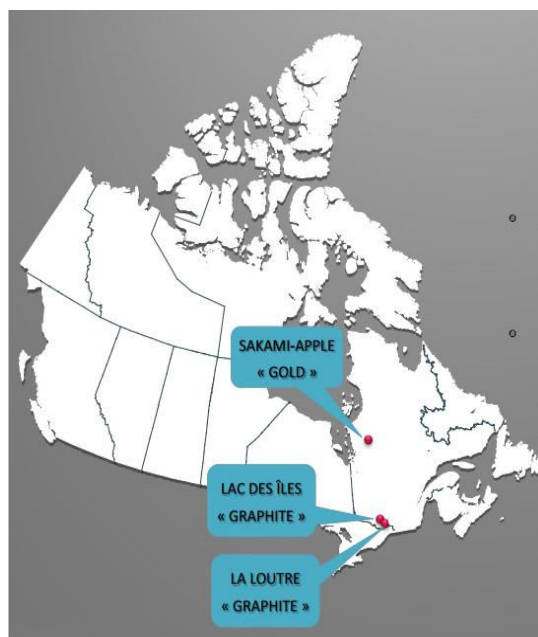 SAKAMI-APPLE
« GOLD »
LAC DES ÎLES
« GRAPHITE »
LA LOUTRE
« GRAPHITE »